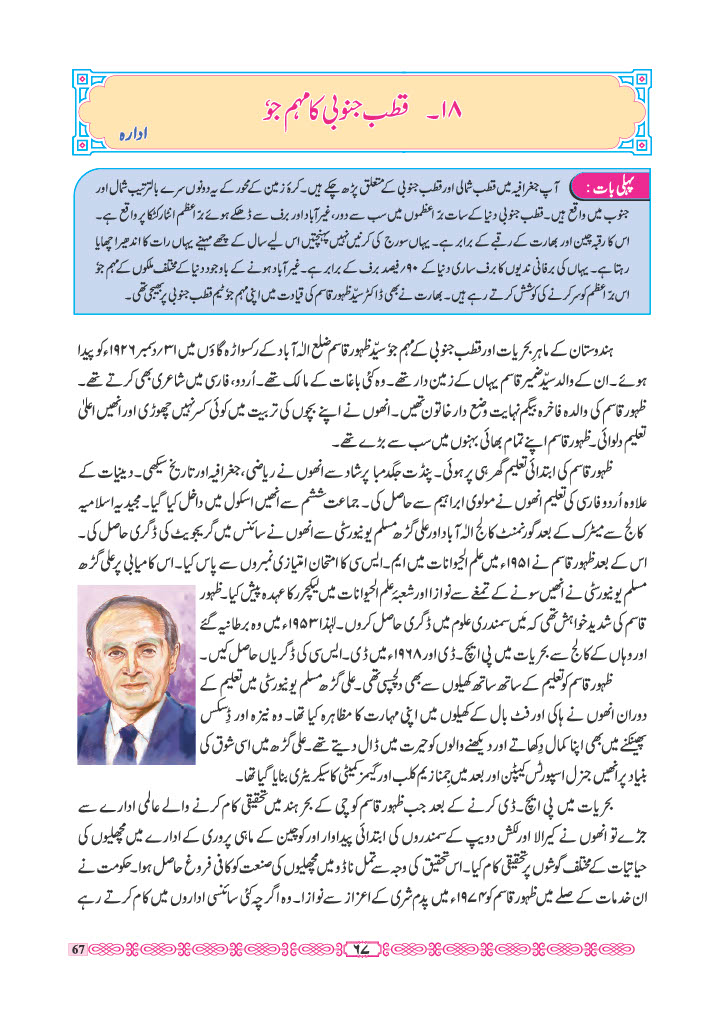 ۱۸۔ قطب جنوبی کا مہم جوٗ
ادارہ
پہلی بات : آپ جغرافیہ میں قطب شمالی اور قطب جنوبی کے متعلق پڑھ چکے ہیں۔ کرۂ زمین کے محور کے یہ دونوں سرے بالترتیب شمال اور
جنوب میں واقع ہیں۔ قطب جنوبی دنیا کے سات برّ اعظموں میں سب سے دور، غیر آباد اور برف سے ڈھکے ہوئے برّ اعظم انٹارکٹکا پر واقع ہے۔
اس کا رقبہ چین اور بھارت کے رقبے کے برابر ہے۔ یہاں سورج کی کرنیں نہیں پہنچتیں اس لیے سال کے چھے مہینے یہاں رات کا اندھیرا چھایا
رہتا ہے۔ یہاں کی برفانی ندیوں کا برف ساری دنیا کے ۹۰؍فیصد برف کے برابر ہے۔ غیر آباد ہونے کے باوجود دنیا کے مختلف ملکوں کے مہم جوٗ
اس برّ اعظم کو سر کرنے کی کوشش کرتے رہے ہیں۔ بھارت نے بھی ڈاکٹر سیّد ظہور قاسم کی قیادت میں اپنی مہم جوٗ ٹیم قطب جنوبی پر بھیجی تھی۔
ہندوستان کے ماہرِ بحریات اور قطب جنوبی کے مہم جوٗ سیّد ظہور قاسم ضلع الٰہ آباد کے رکسواڑہ گاؤں میں ۳۱؍دسمبر ۱۹۲۶ء کو پیدا
ہوئے۔ ان کے والد سیّد ضمیر قاسم یہاں کے زمین دار تھے۔ وہ کئی باغات کے مالک تھے۔ اُردو، فارسی میں شاعری بھی کرتے تھے۔
ظہور قاسم کی والدہ فاخرہ بیگم نہایت وضع دار خاتون تھیں۔ انھوں نے اپنے بچوں کی تربیت میں کوئی کسر نہیں چھوڑی اور انھیں اعلیٰ
تعلیم دلوائی۔ ظہور قاسم اپنے تمام بھائی بہنوں میں سب سے بڑے تھے۔
ظہور قاسم کی ابتدائی تعلیم گھر ہی پر ہوئی۔ پنڈت جگدمبا پرشاد سے انھوں نے ریاضی، جغرافیہ اور تاریخ سیکھی۔ دینیات کے
علاوہ اُردو فارسی کی تعلیم انھوں نے مولوی ابراہیم سے حاصل کی۔ جماعت ششم سے انھیں اسکول میں داخل کیا گیا۔ مجیدیہ اسلامیہ
کالج سے میٹرک کے بعد گورنمنٹ کالج الٰہ آباد اور علی گڑھ مسلم یونیورسٹی سے انھوں نے سائنس میں گریجویٹ کی ڈگری حاصل کی۔
اس کے بعد ظہور قاسم نے ۱۹۵۱ء میں علم الحیوانات میں ایم۔ایس سی کا امتحان امتیازی نمبروں سے پاس کیا۔ اس کامیابی پر علی گڑھ
مسلم یونیورسٹی نے انھیں سونے کے تمغے سے نوازا اور شعبۂ علم الحیوانات میں لیکچرر کا عہدہ پیش کیا۔ ظہور
قاسم کی شدید خواہش تھی کہ میں سمندری علوم میں ڈگری حاصل کروں۔ لہٰذا ۱۹۵۳ء میں وہ برطانیہ گئے
اور وہاں کے کالج سے بحریات میں پی ایچ۔ڈی اور ۱۹۶۸ء میں ڈی۔ایس سی کی ڈگریاں حاصل کیں۔
ظہور قاسم کو تعلیم کے ساتھ ساتھ کھیلوں سے بھی دلچسپی تھی۔ علی گڑھ مسلم یونیورسٹی میں تعلیم کے
دوران انھوں نے ہاکی اور فٹ بال کے کھیلوں میں اپنی مہارت کا مظاہرہ کیا تھا۔ وہ نیزہ اور ڈِسکس
پھینکنے میں بھی اپنا کمال دِکھاتے اور دیکھنے والوں کو حیرت میں ڈال دیتے تھے۔ علی گڑھ میں اسی شوق کی
بنیاد پر انھیں جنرل اسپورٹس کیپٹن اور بعد میں جمنازیم کلب اور گیمز کمیٹی کا سیکریٹری بنایا گیا تھا۔
بحریات میں پی ایچ۔ڈی کرنے کے بعد جب ظہور قاسم کوچی کے بحر ہند میں تحقیقی کام کرنے والے عالمی ادارے سے
جڑے تو انھوں نے کیرالا اور لکش دویپ کے سمندروں کی ابتدائی پیداوار اور کوچین کے ماہی پروری کے ادارے میں مچھلیوں کی
حیاتیات کے مختلف گوشوں پر تحقیقی کام کیا۔ اس تحقیق کی وجہ سے تمل ناڈو میں مچھلیوں کی صنعت کو کافی فروغ حاصل ہوا۔ حکومت نے
ان خدمات کے صلے میں ظہور قاسم کو ۱۹۷۴ء میں پدم شری کے اعزاز سے نوازا۔ وہ اگرچہ کئی سائنسی اداروں میں کام کرتے رہے
۶۷
67